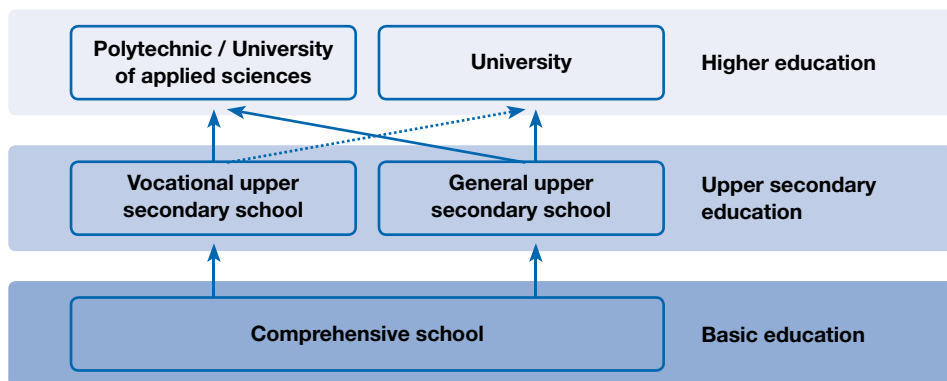 Polytechnic / University
of applied sciences
University
Higher education
Vocational upper
secondary school
General upper
secondary school
Upper secondary
education
Comprehensive school
Basic education